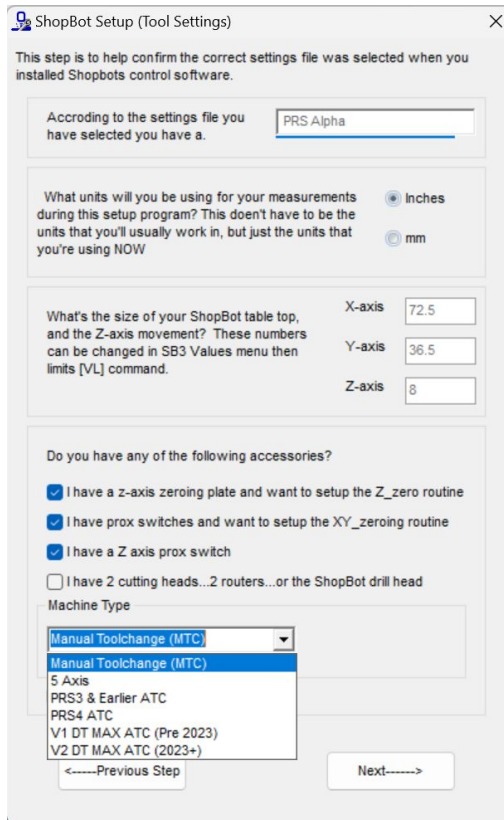 ShopBot Setup (Tool Settings)
This step is to help confirm the correct settings file was selected when you
installed Shopbots control software.
Accroding to the settings file you
have selected you have a.
PRS Alpha
What units will you be using for your measurements
during this setup program? This doen't have to be the
units that you'll usually work in, but just the units that
you're using NOW
Inches
mm
What's the size of your ShopBot table top,
and the Z-axis movement?  These numbers
can be changed in SB3 Values menu then
limits [VL] command.
X-axis 72.5
Y-axis 36.5
Z-axis 8
Do you have any of the following accessories?
I have a z-axis zeroing plate and want to setup the Z_zero routine
I have prox switches and want to setup the XY_zeroing routine
I have a Z axis prox switch
I have 2 cutting heads...2 routers...or the ShopBot drill head
Machine Type
Manual Toolchange (MTC)
Manual Toolchange (MTC)
5 Axis
PRS3 & Earlier ATC
PRS4 ATC
V1 DT MAX ATC (Pre 2023)
V2 DT MAX ATC (2023+)
<-----Previous Step
Next------>